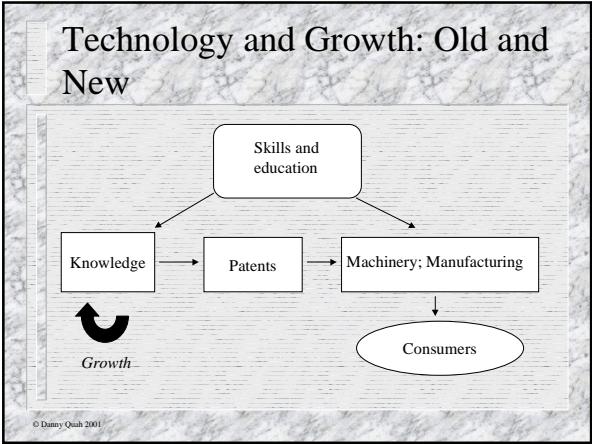 Technology and Growth: Old and
New
Skills and
education
Knowledge
Patents
Machinery; Manufacturing
Growth
Consumers
© Danny Quah 2001